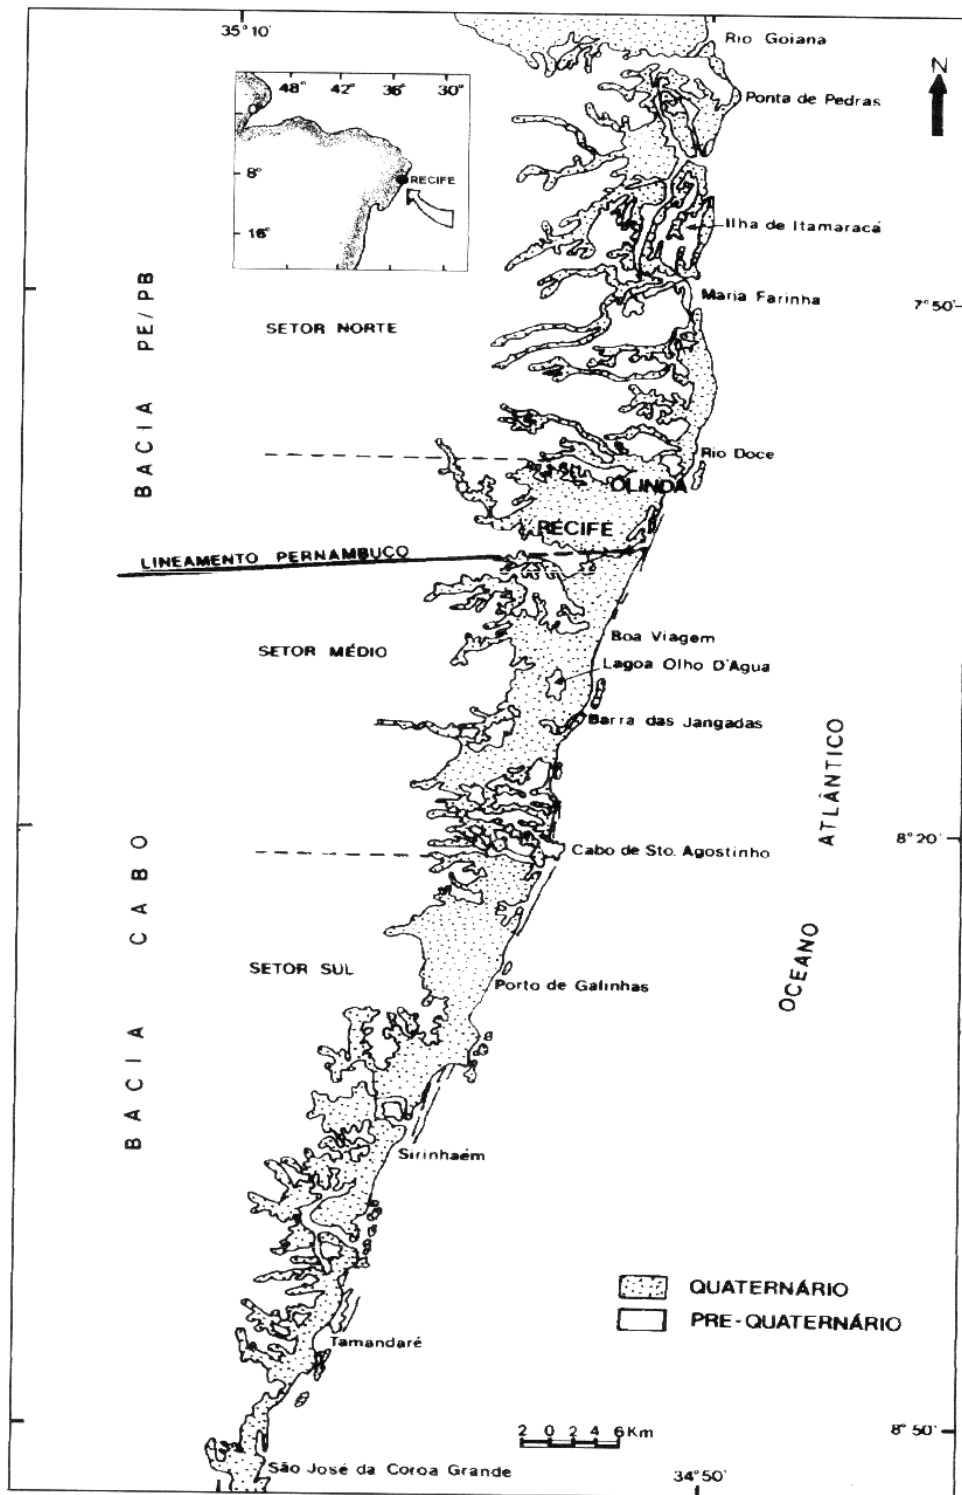 35°10'
Rio Goiana
N
48° 42° 36° 30°
Ponta de Pedras
8°
RECIFE
16°
Ilha de Itamaracá
Maria Farinha
7°50'
BACIA PE/PB
SETOR NORTE
Rio Doce
OLINDA
RECIFE
LINEAMENTO PERNAMBUCO
Boa Viagem
SETOR MÉDIO
Lagoa Olho D'Agua
Barra das Jangadas
OCEANO ATLÂNTICO
8°20'
Cabo de Sto. Agostinho
BACIA CABO
SETOR SUL
Porto de Galinhas
Sirinhaém
QUATERNÁRIO
PRE-QUATERNÁRIO
Tamandaré
2 0 2 4 6 Km
8°50'
São José da Coroa Grande
34°50'